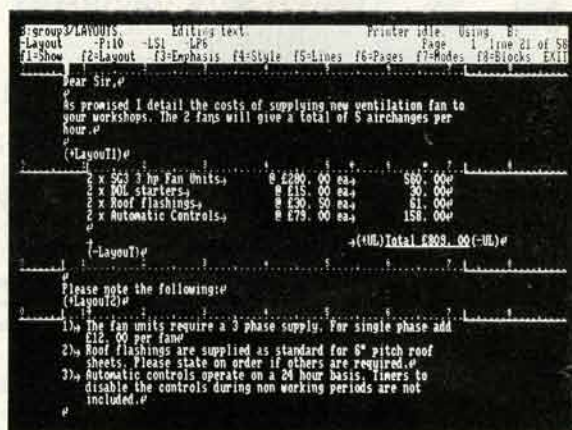 B:group3/LAYOUTS. Editing text. Printer idle. Using B:
-Layout -Pi10 -LS1 -LP6 Page 1 line 21 of 56
f1=Show f2=Layout f3=Emphasis f4=Style f5=Lines f6=Pages f7=Modes f8=Blocks EXIT
Dear Sir,↵
↵
As promised I detail the costs of supplying new ventilation fan to
your workshops. The 2 fans will give a total of 5 airchanges per
hour.↵
↵
(+LayouT1)↵
2 x SG3 3 hp Fan Units→ @ £280. 00 ea→ 560. 00↵
2 x DOL starters→ @ £15. 00 ea→ 30. 00↵
2 x Roof flashings→ @ £30. 50 ea→ 61. 00↵
2 x Automatic Controls→ @ £79. 00 ea→ 158. 00↵
↵
→(+UL)Total £809. 00(-UL)↵
(-LayouT)↵
↵
Please note the following:↵
(+LayouT2)↵
1)→ The fan units require a 3 phase supply. For single phase add
£12. 00 per fan↵
2)→ Roof flashings are supplied as standard for 6" pitch roof
sheets. Please state on order if others are required.↵
3)→ Automatic controls operate on a 24 hour basis. Timers to
disable the controls during non working periods are not
included.↵
↵